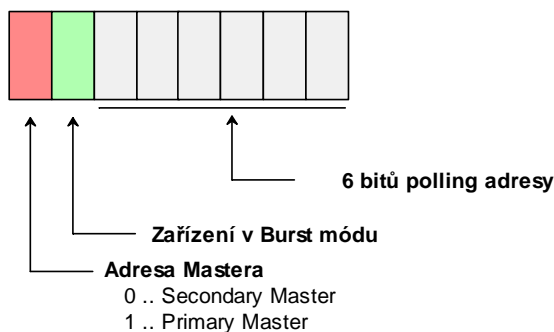 6 bitů polling adresy
Zařízení v Burst módu
Adresa Mastera
0 .. Secondary Master
1 .. Primary Master